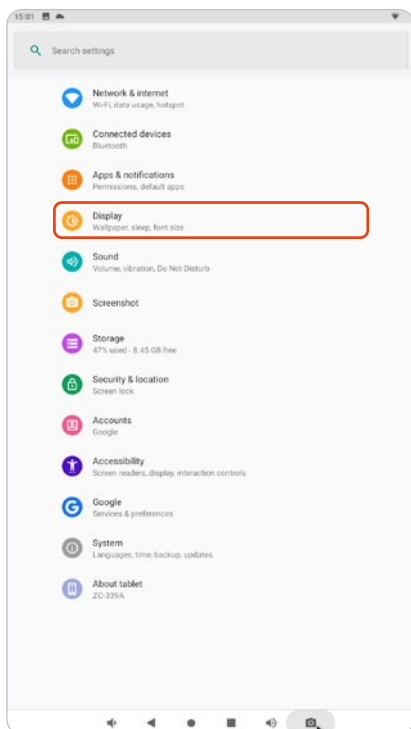 15:01
Search settings
Network & internet
Wi-Fi, data usage, hotspot
Connected devices
Bluetooth
Apps & notifications
Permissions, default apps
Display
Wallpaper, sleep, font size
Sound
Volume, vibration, Do Not Disturb
Screenshot
Storage
47% used - 8.45 GB free
Security & location
Screen lock
Accounts
Google
Accessibility
Screen readers, display, interaction controls
Google
Services & preferences
System
Languages, time, backup, updates
About tablet
ZC-339A